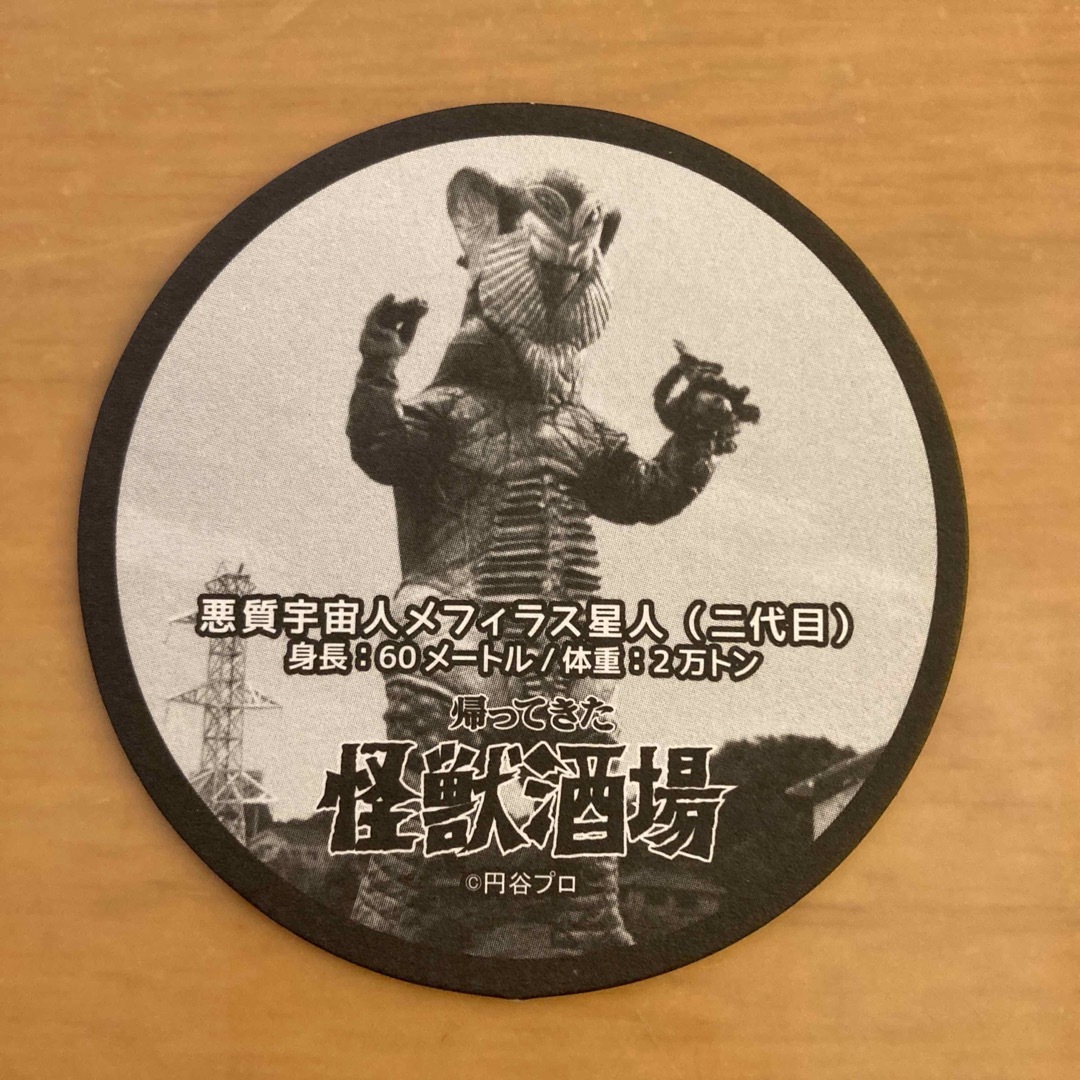 悪質宇宙人メフィラス星人（二代目）
身長：60メートル/体重：2万トン
帰ってきた
怪獣酒場
©円谷プロ